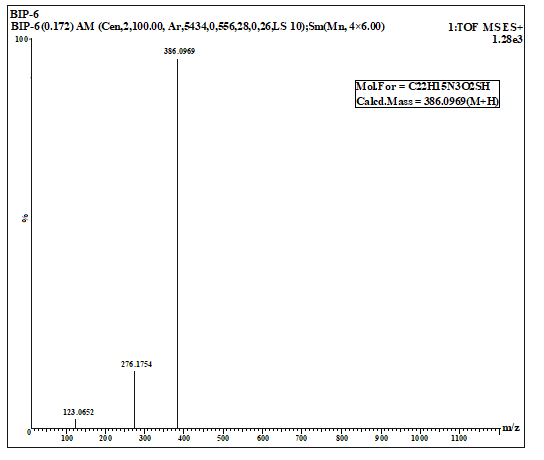 BIP-6
BIP-6 (0.172) AM (Cen,2,100.00, Ar,5434,0,556,28,0,26,LS 10);Sm(Mn, 4×6.00)
1:TOF MS ES+
1.28e3
100
386.0969
Mol.For = C22H15N3O2SH
Calcd.Mass = 386.0969(M+H)
%
276.1754
123.0652
0
m/z
0 100 200 300 400 500 600 700 800 900 1000 1100